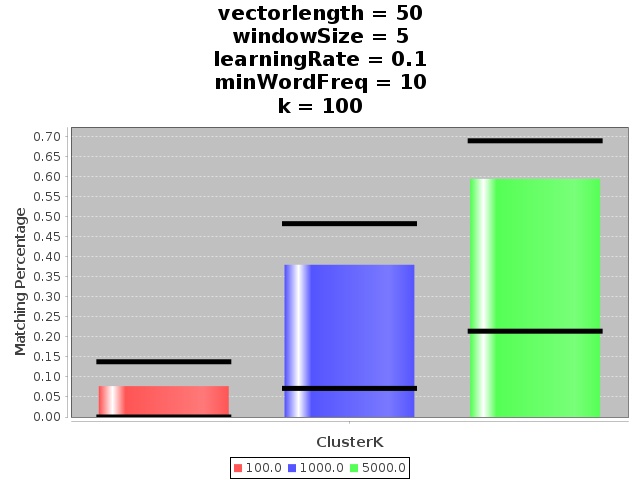 vectorlength = 50
windowSize = 5
learningRate = 0.1
minWordFreq = 10
k = 100
Matching Percentage
0.70
0.65
0.60
0.55
0.50
0.45
0.40
0.35
0.30
0.25
0.20
0.15
0.10
0.05
0.00
ClusterK
100.0 1000.0 5000.0